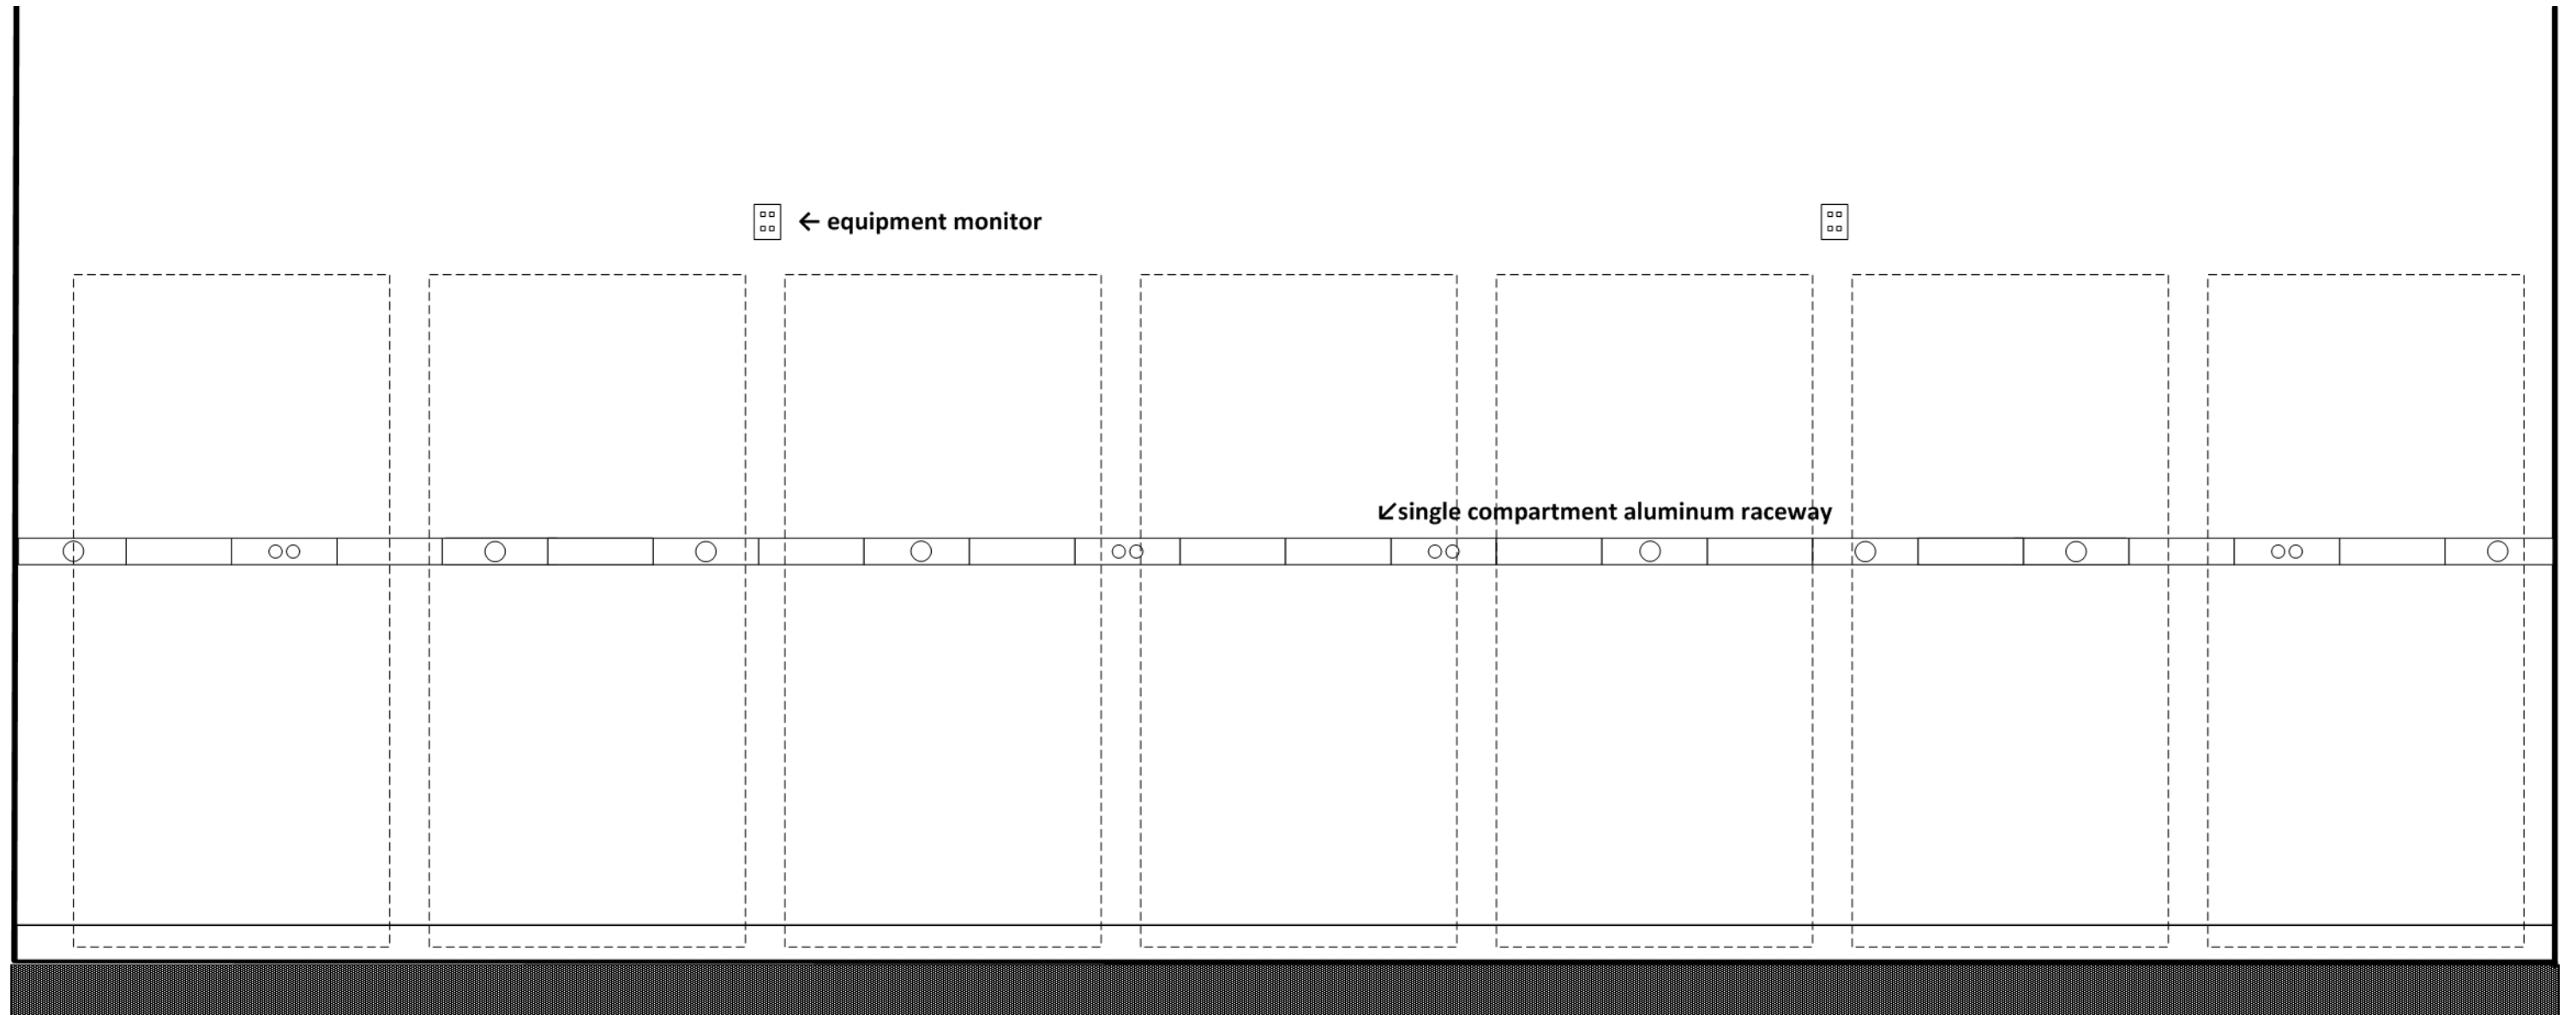 ← equipment monitor
↙single compartment aluminum raceway